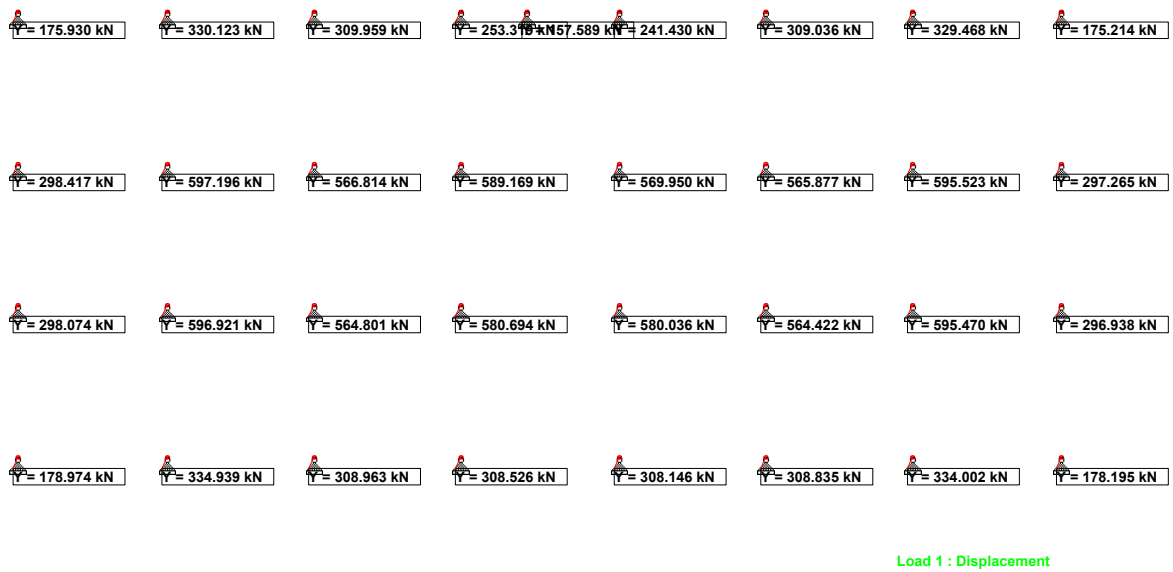 Y = 175.930 kN Y = 330.123 kN Y = 309.959 kN Y = 157.589 kN Y = 241.430 kN Y = 309.036 kN Y = 329.468 kN Y = 175.214 kN
Y = 298.417 kN Y = 597.196 kN Y = 566.814 kN Y = 589.169 kN Y = 569.950 kN Y = 565.877 kN Y = 595.523 kN Y = 297.265 kN
Y = 298.074 kN Y = 596.921 kN Y = 564.801 kN Y = 580.694 kN Y = 580.036 kN Y = 564.422 kN Y = 595.470 kN Y = 296.938 kN
Y = 178.974 kN Y = 334.939 kN Y = 308.963 kN Y = 308.526 kN Y = 308.146 kN Y = 308.835 kN Y = 334.002 kN Y = 178.195 kN
Load 1 : Displacement